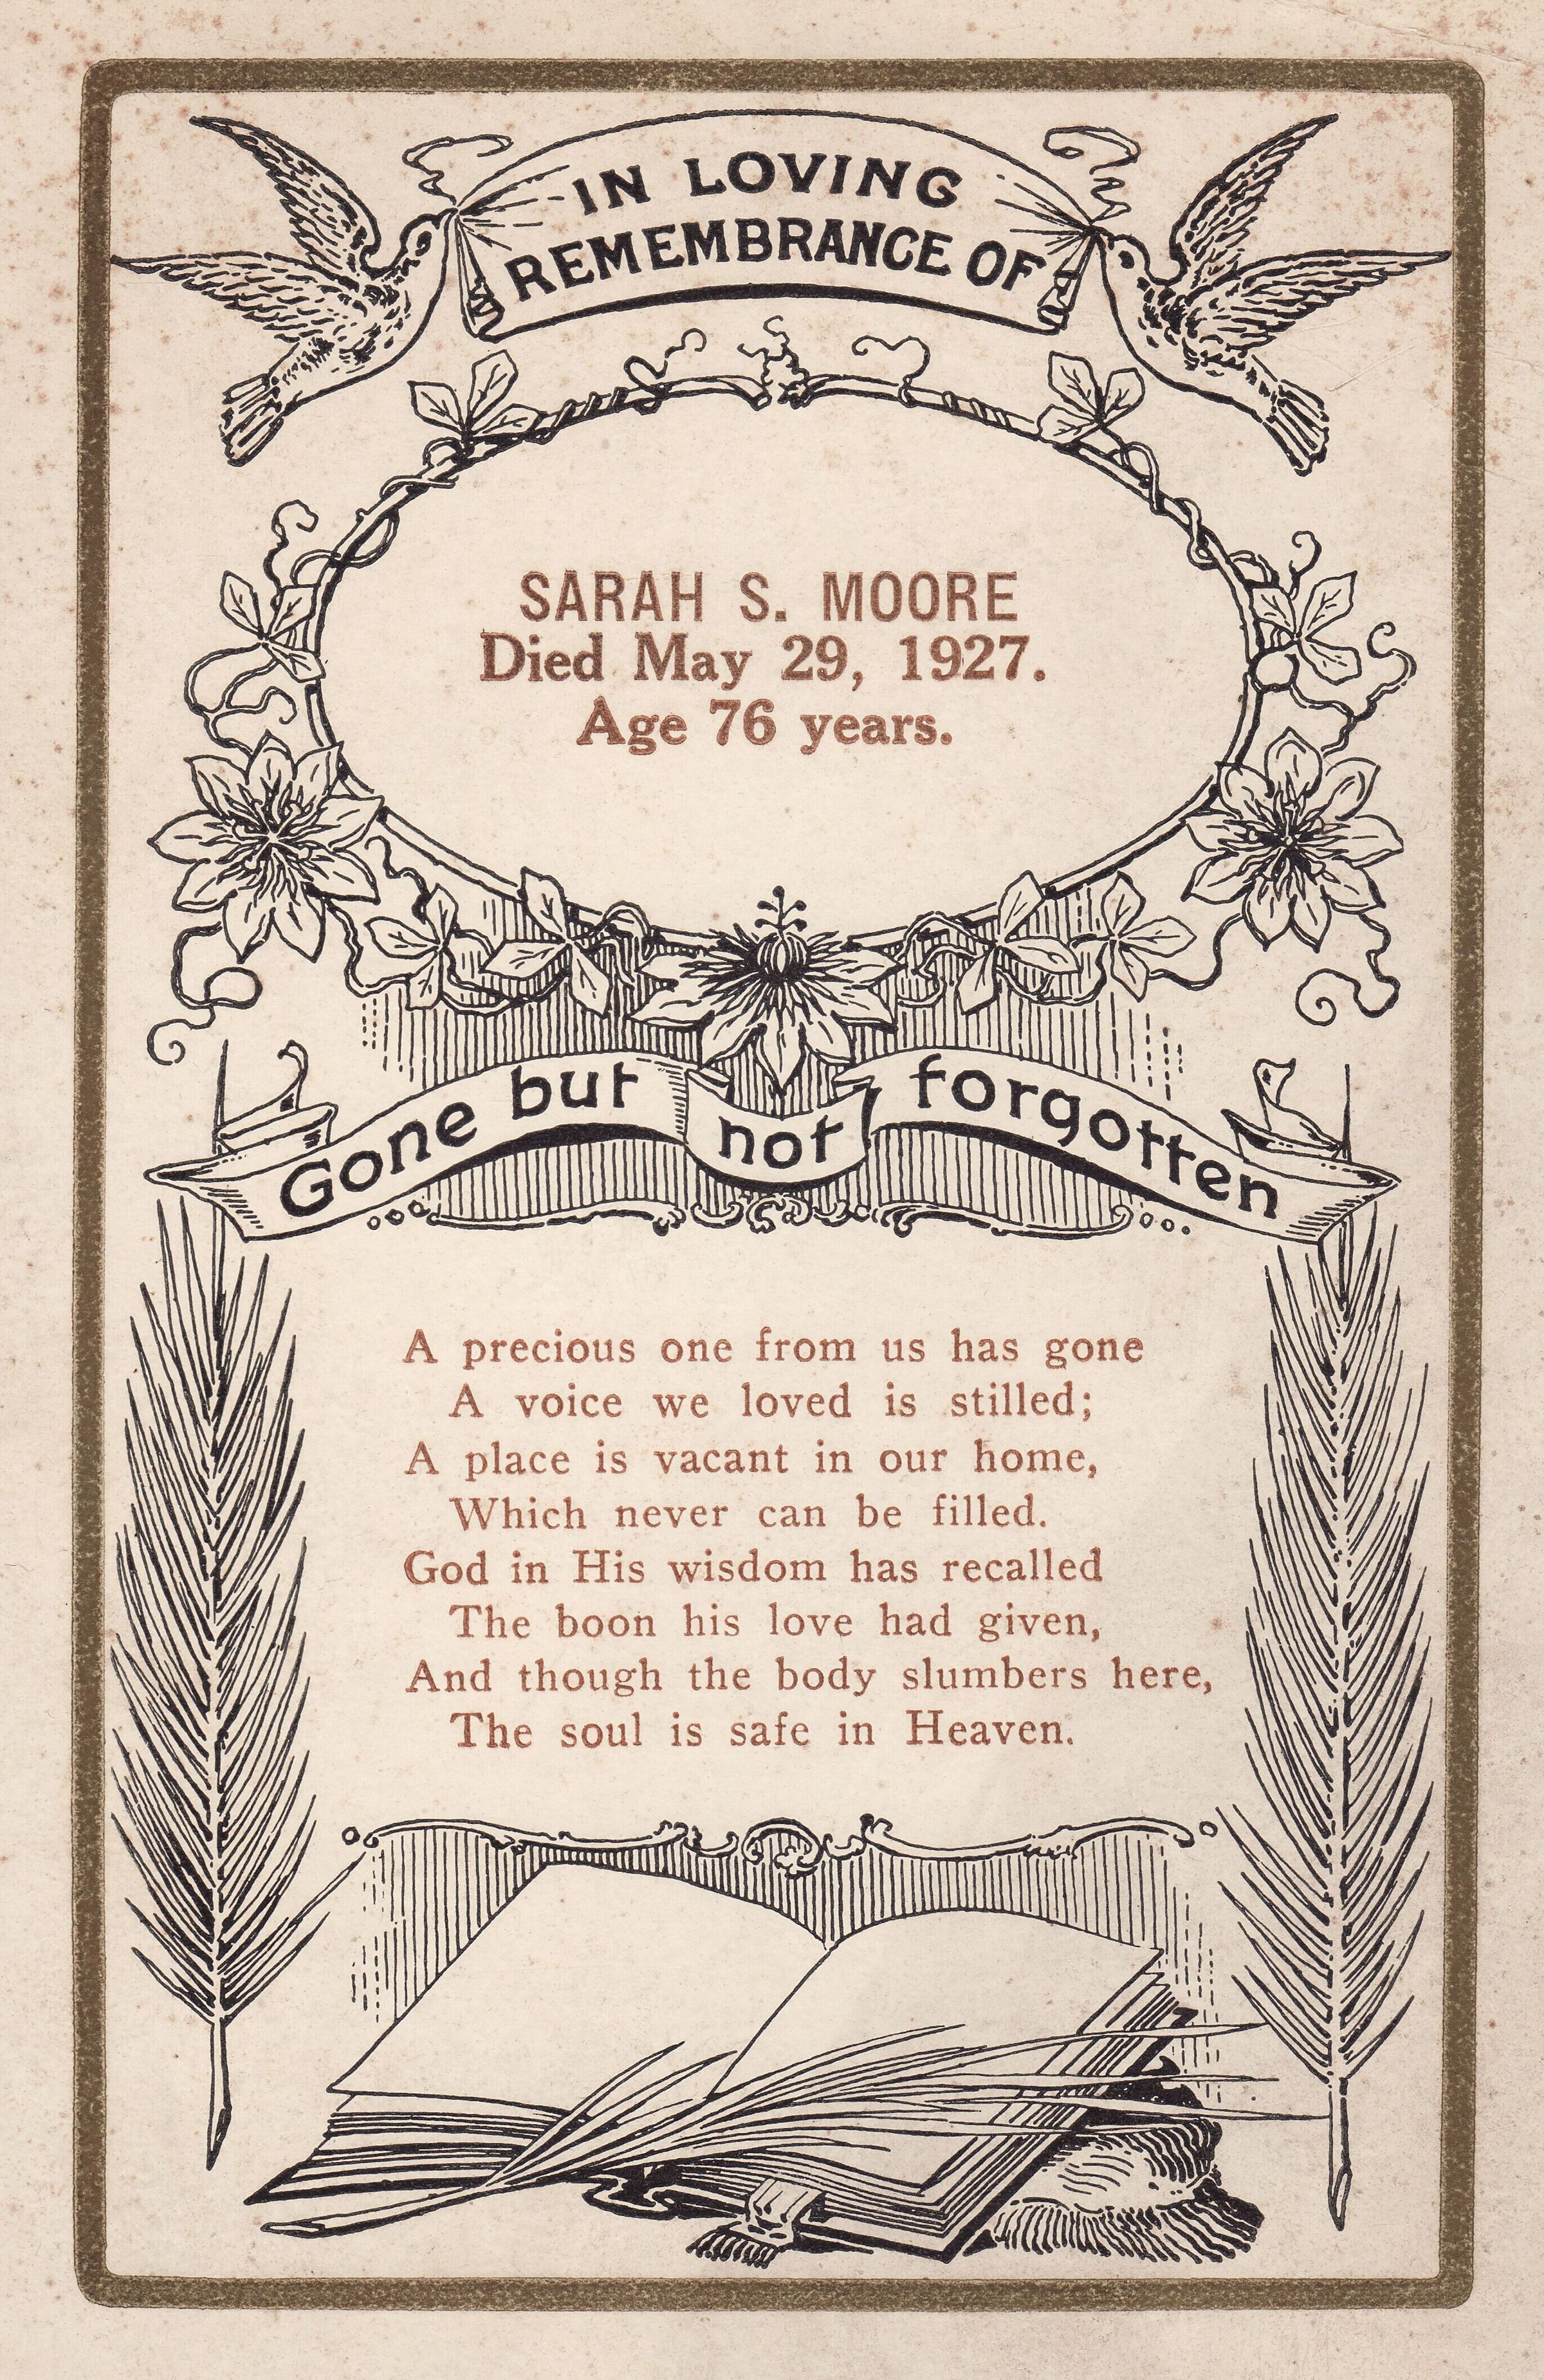 IN LOVING
REMEMBRANCE OF
SARAH S. MOORE
Died May 29, 1927.
Age 76 years.
Gone but not forgotten
A precious one from us has gone
A voice we loved is stilled;
A place is vacant in our home,
Which never can be filled.
God in His wisdom has recalled
The boon his love had given,
And though the body slumbers here,
The soul is safe in Heaven.